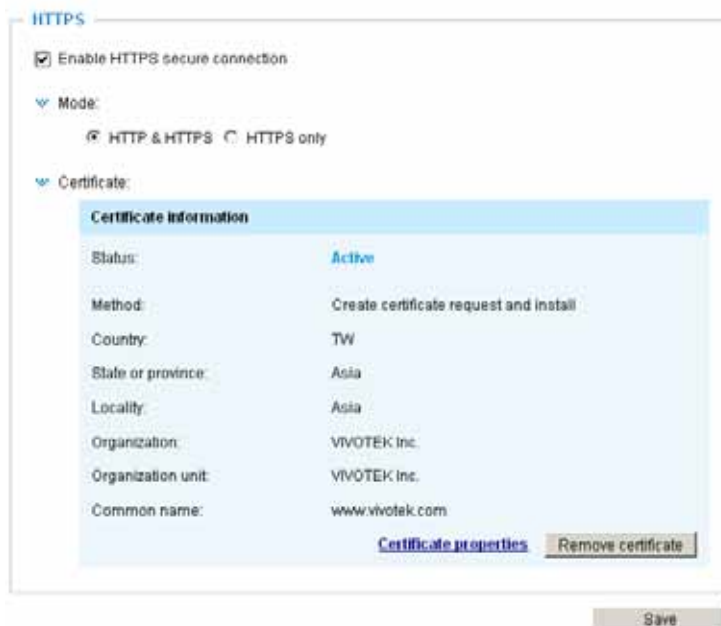 HTTPS
Enable HTTPS secure connection
Mode:
HTTP & HTTPS HTTPS only
Certificate:
Certificate information
Status: Active
Method: Create certificate request and install
Country: TW
State or province: Asia
Locality: Asia
Organization: VIVOTEK Inc.
Organization unit: VIVOTEK Inc.
Common name: www.vivotek.com
Certificate properties Remove certificate
Save